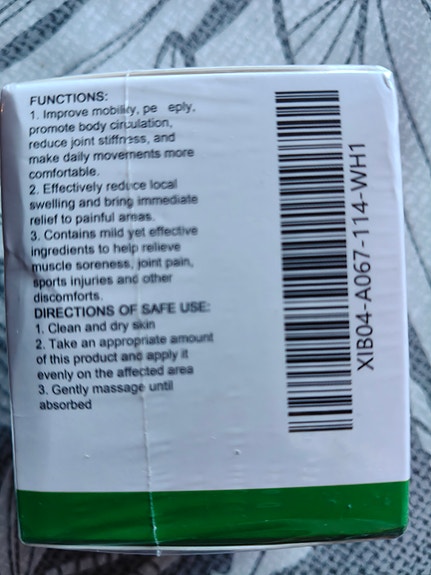 FUNCTIONS:
1. Improve mobility, pe eply,
promote body circulation,
reduce joint stiffness, and
make daily movements more
comfortable.
2. Effectively reduce local
swelling and bring immediate
relief to painful areas.
3. Contains mild yet effective
ingredients to help relieve
muscle soreness, joint pain,
sports injuries and other
discomforts.
DIRECTIONS OF SAFE USE:
1. Clean and dry skin
2. Take an appropriate amount
of this product and apply it
evenly on the affected area
3. Gently massage until
absorbed
XIB04-A067-114-WH1